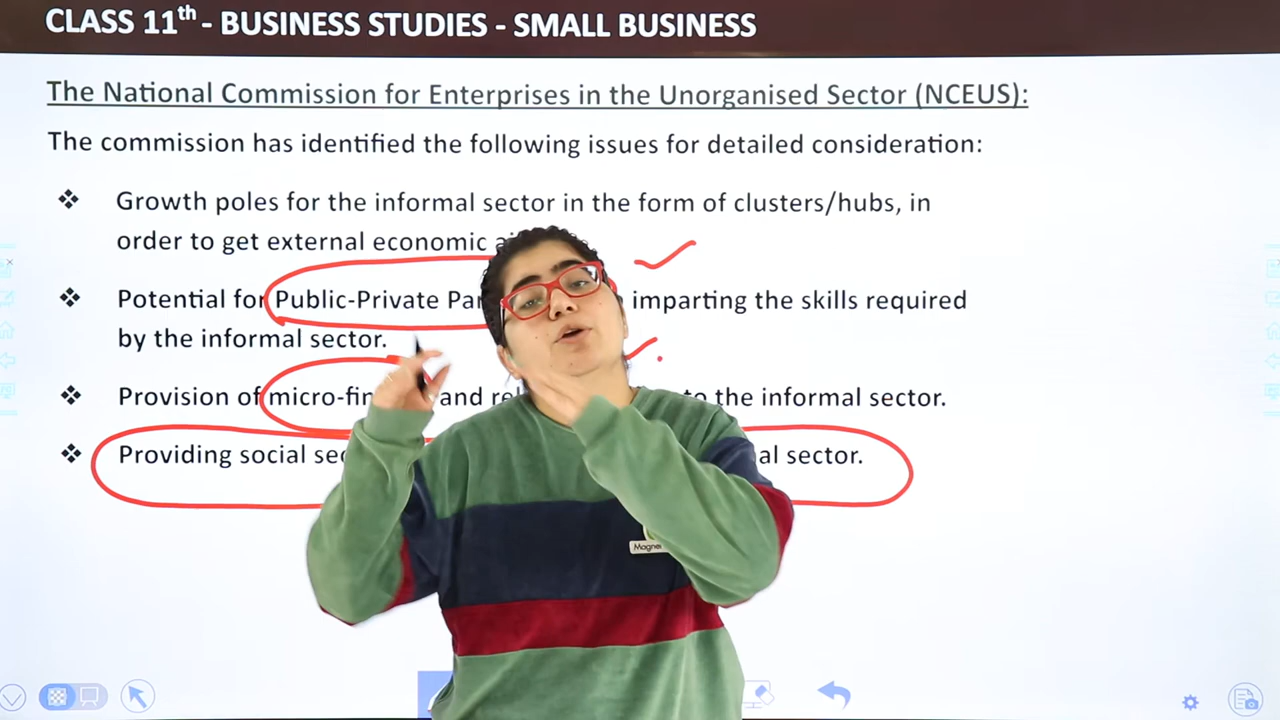 CLASS 11th - BUSINESS STUDIES - SMALL BUSINESS
The National Commission for Enterprises in the Unorganised Sector (NCEUS):
The commission has identified the following issues for detailed consideration:
❖ Growth poles for the informal sector in the form of clusters/hubs, in
order to get external economic
❖ Potential for Public-Private imparting the skills required
by the informal sector.
❖ Provision of and to the informal sector.
❖ Providing social sector.